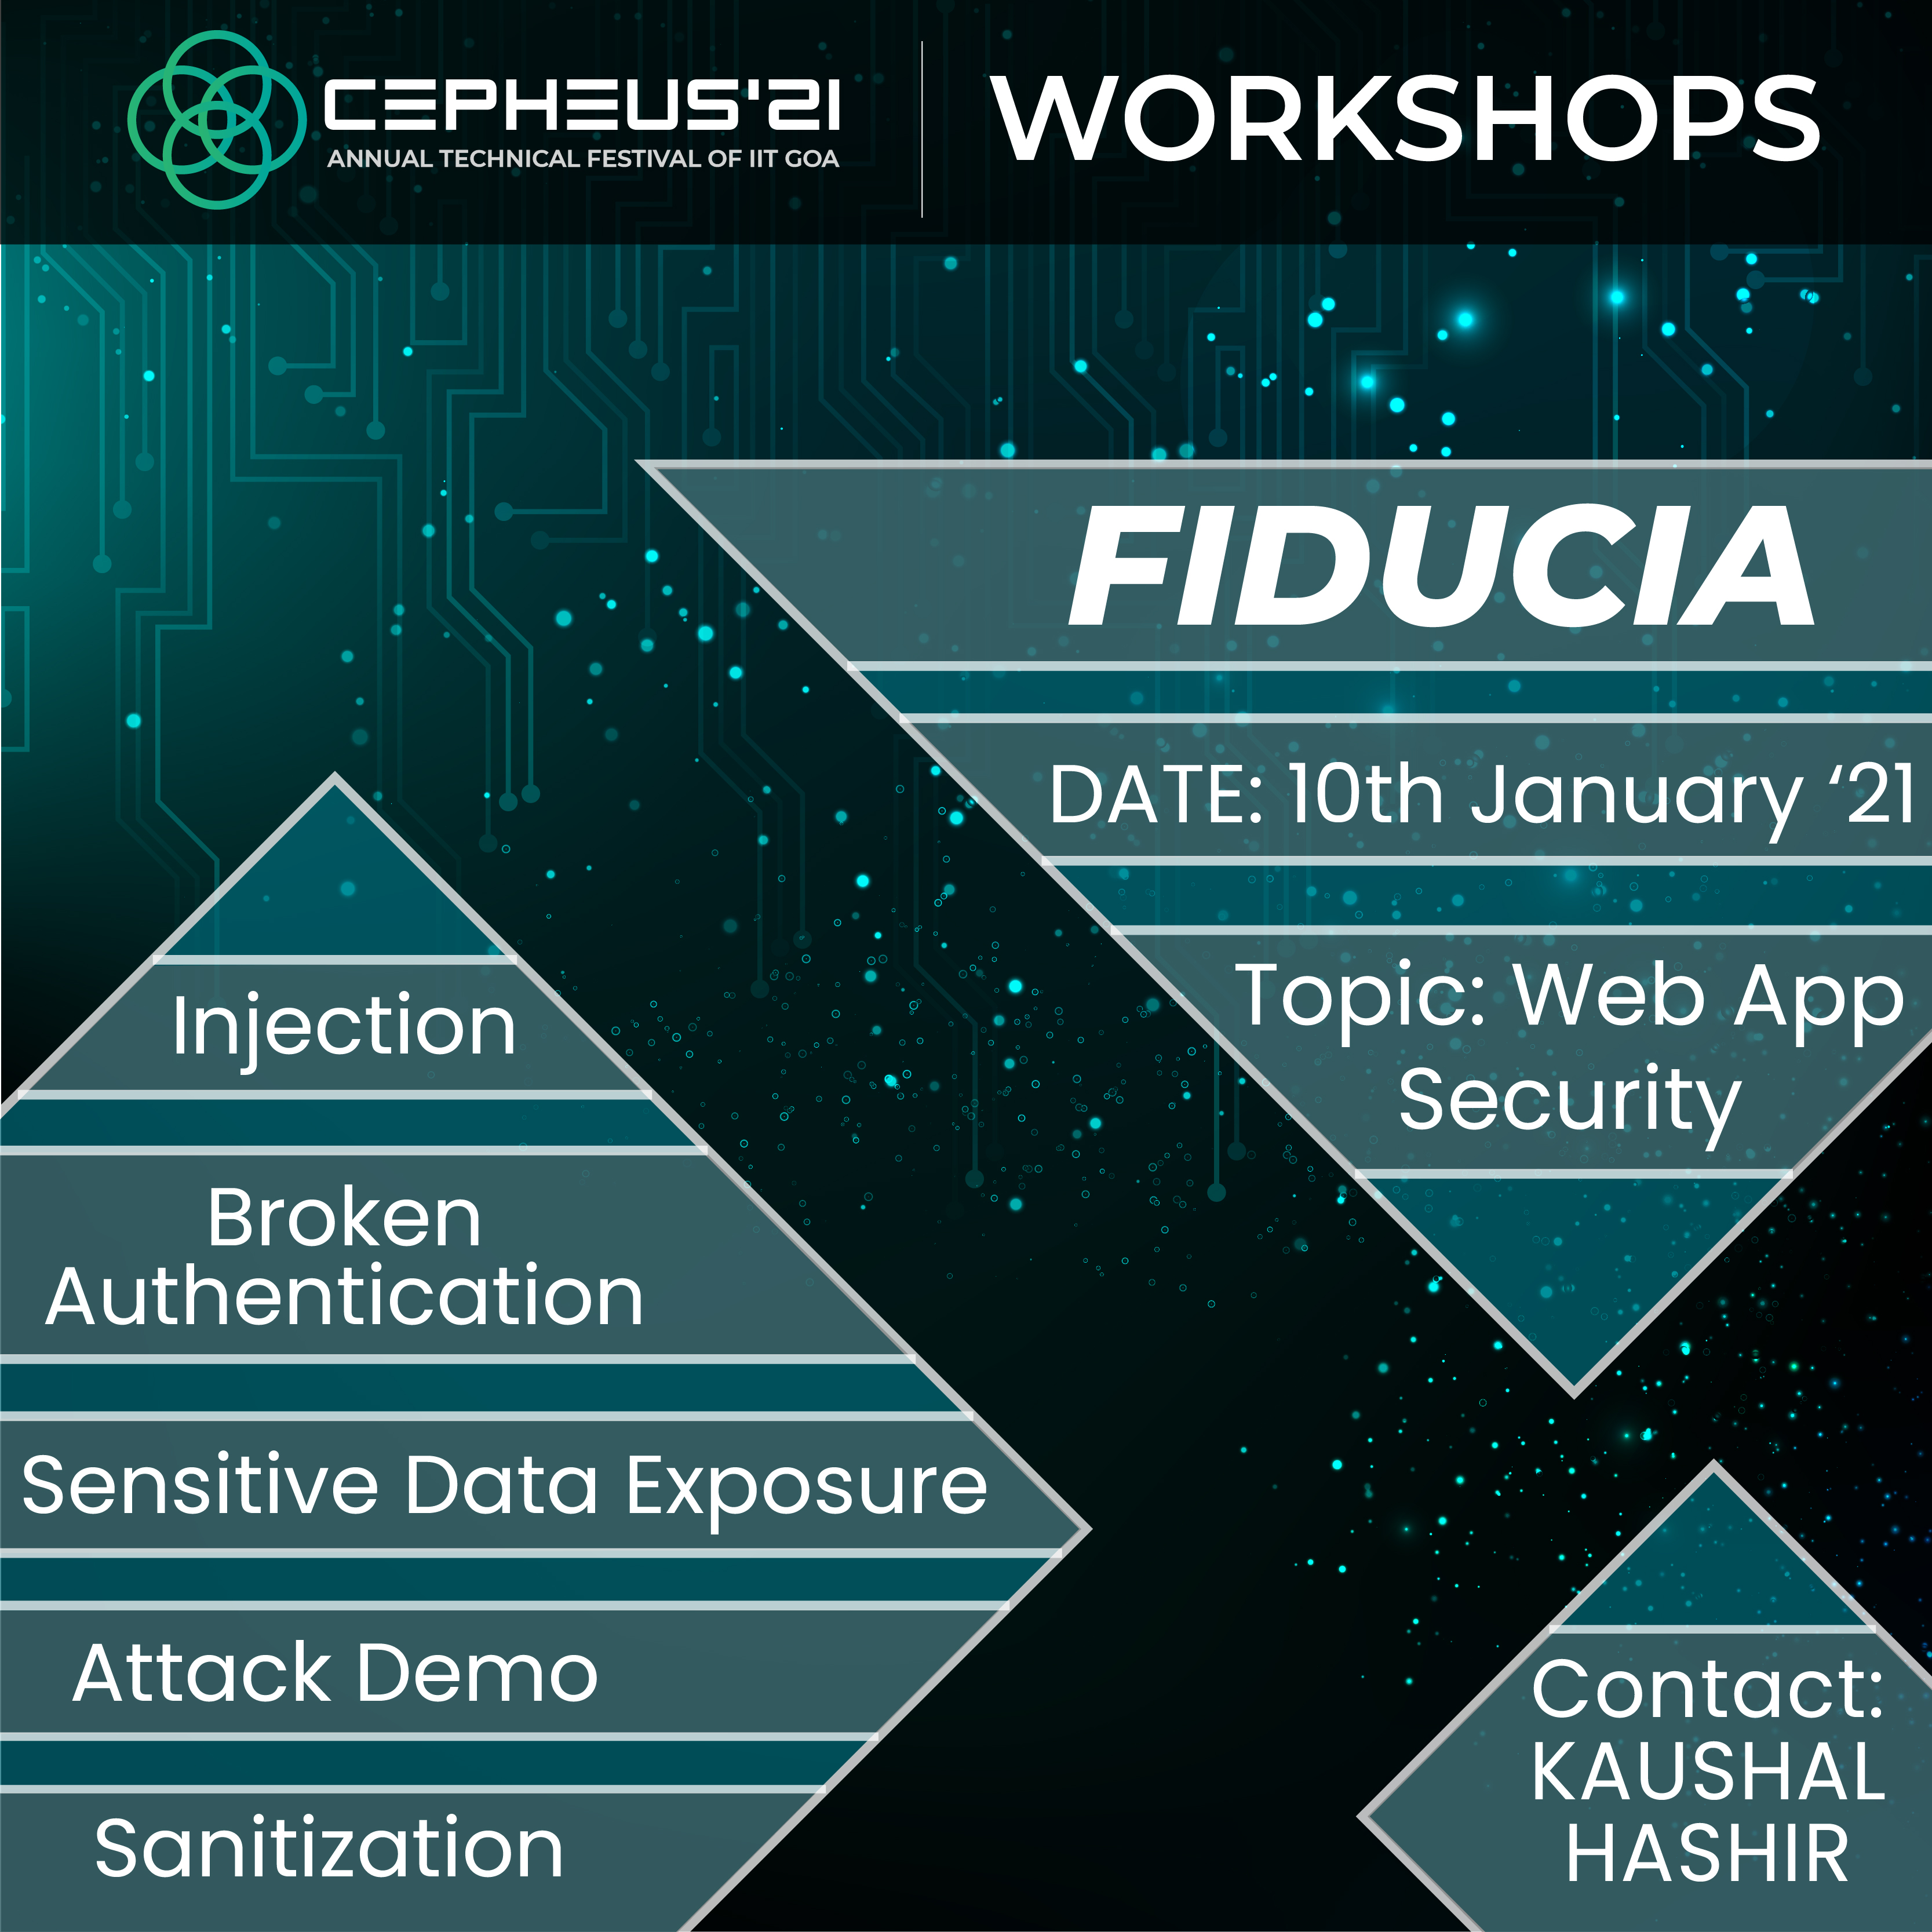 CEPHEUS'21
ANNUAL TECHNICAL FESTIVAL OF IIT GOA
WORKSHOPS
FIDUCIA
DATE: 10th January ‘21
Topic: Web App
Security
Injection
Broken
Authentication
Sensitive Data Exposure
Attack Demo
Sanitization
Contact:
KAUSHAL
HASHIR